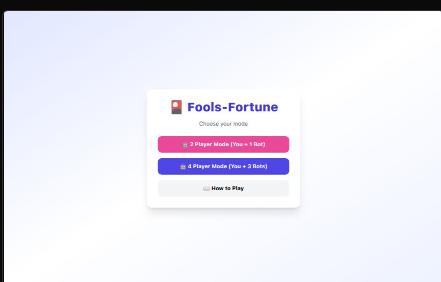 🎴 Fools-Fortune
Choose your mode
🤖 2 Player Mode (You + 1 Bot)
🤖 4 Player Mode (You + 3 Bots)
📖 How to Play